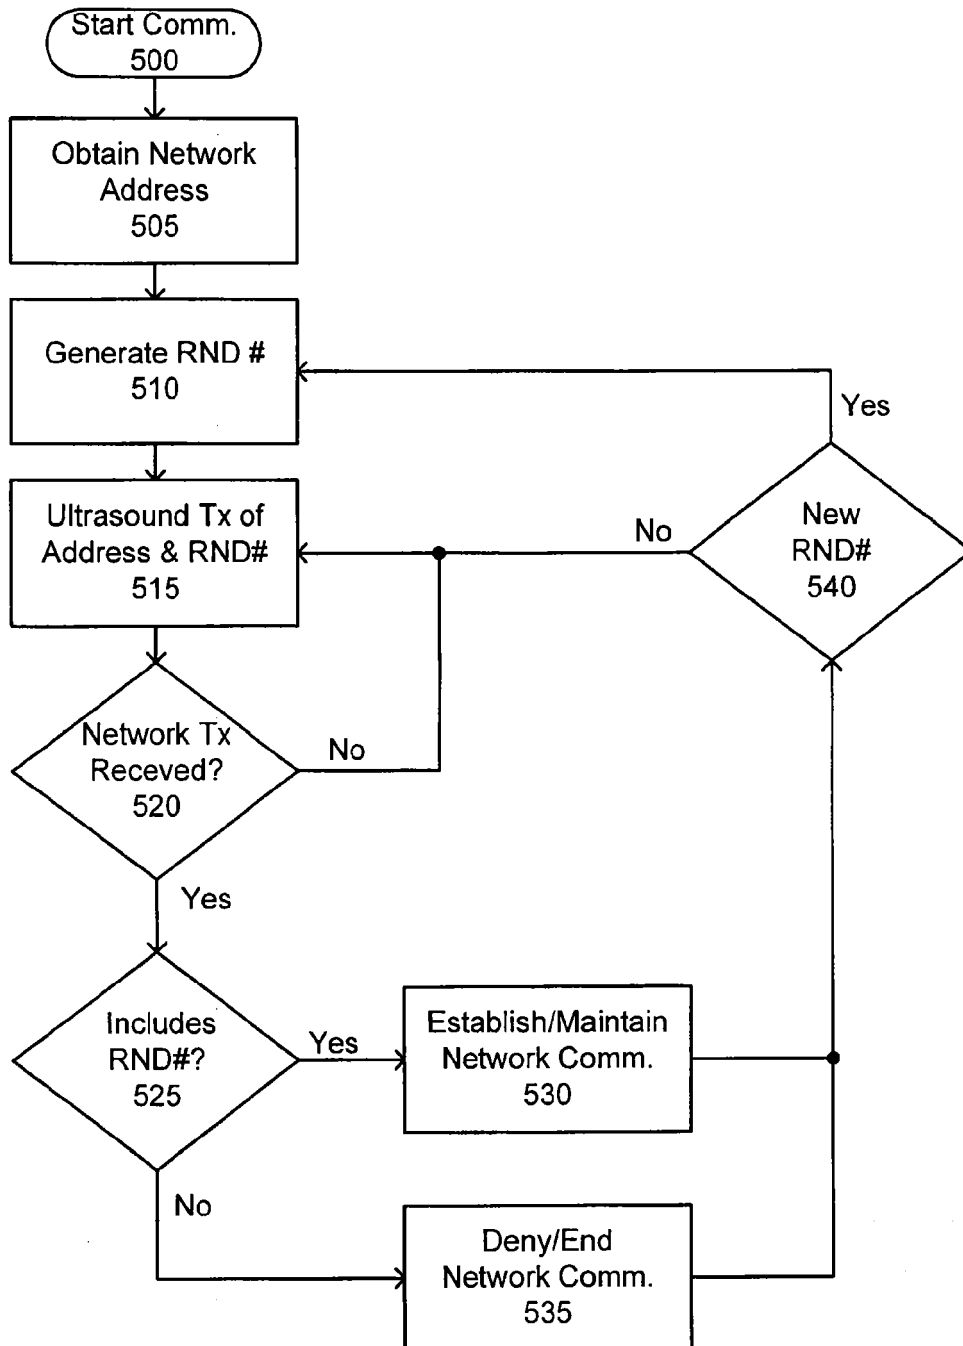 Start Comm.
500
Obtain Network
Address
505
Generate RND #
510
Yes
Ultrasound Tx of
Address & RND#
515
No
New
RND#
540
Network Tx
Receved?
520
No
Yes
Includes
RND#?
525
Yes
Establish/Maintain
Network Comm.
530
No
Deny/End
Network Comm.
535